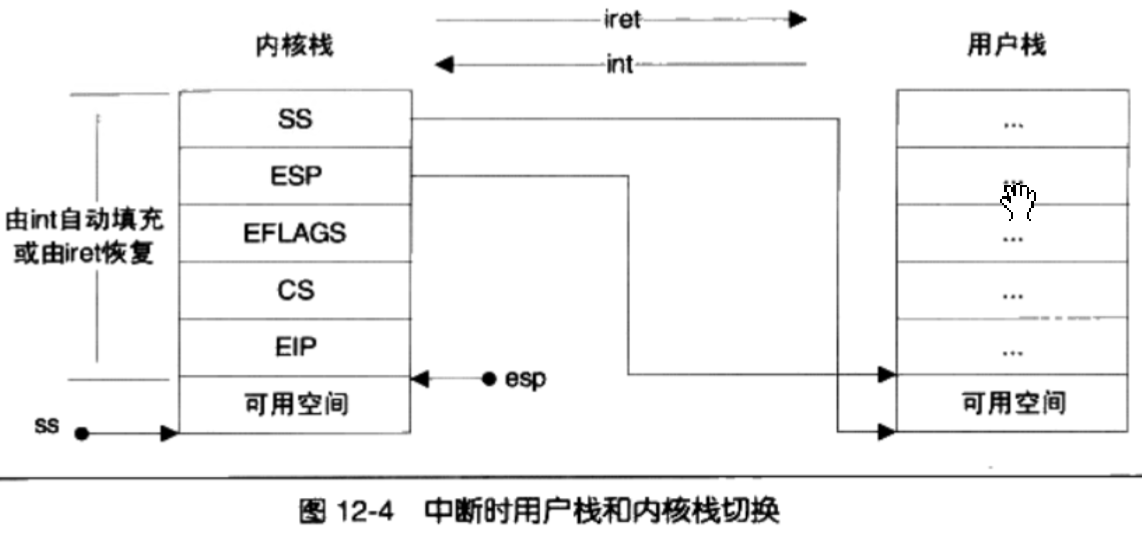 iret
内核栈
用户栈
int
SS
...
ESP
...
由int自动填充
或由iret恢复
EFLAGS
...
CS
...
EIP
...
esp
可用空间
可用空间
ss
图 12-4 中断时用户栈和内核栈切换